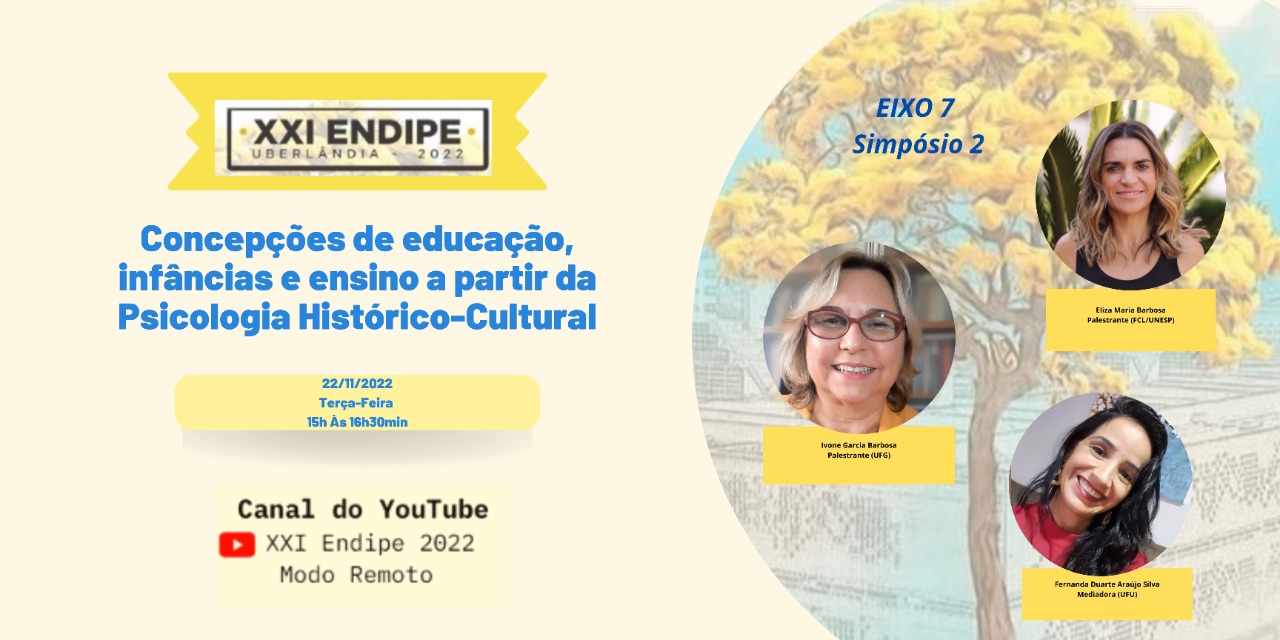 XXI ENDIPE
UBERLÂNDIA - 2022
Concepções de educação,
infâncias e ensino a partir da
Psicologia Histórico-Cultural
22/11/2022
Terça-Feira
15h Às 16h30min
Canal do YouTube
XXI Endipe 2022
Modo Remoto
EIXO 7
Simpósio 2
Eliza Maria Barbosa
Palestrante (FCL/UNESP)
Ivone Garcia Barbosa
Palestrante (UFG)
Fernanda Duarte Araújo Silva
Mediadora (UFU)